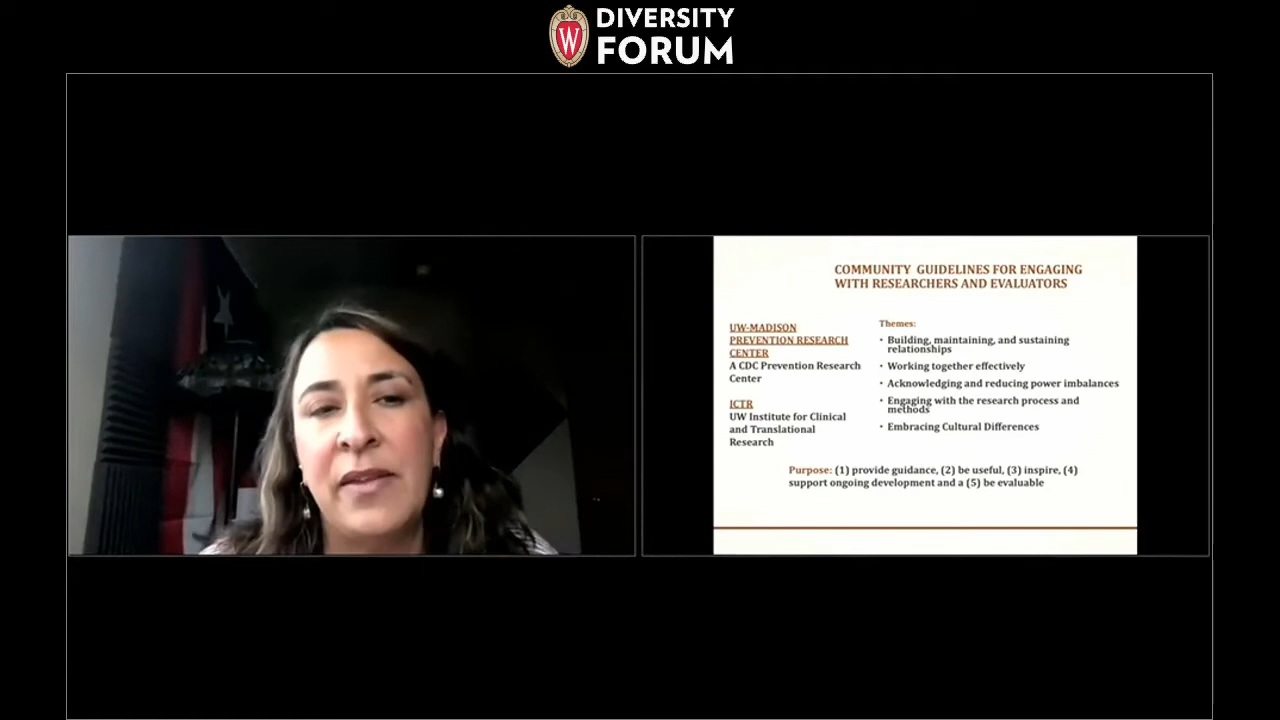 W
DIVERSITY
FORUM
COMMUNITY GUIDELINES FOR ENGAGING
WITH RESEARCHERS AND EVALUATORS
UW-MADISON
PREVENTION RESEARCH
CENTER
A CDC Prevention Research
Center
ICTR
UW Institute for Clinical
and Translational
Research
Themes:
• Building, maintaining, and sustaining
relationships
• Working together effectively
• Acknowledging and reducing power imbalances
• Engaging with the research process and
methods
• Embracing Cultural Differences
Purpose: (1) provide guidance, (2) be useful, (3) inspire, (4)
support ongoing development and a (5) be evaluable